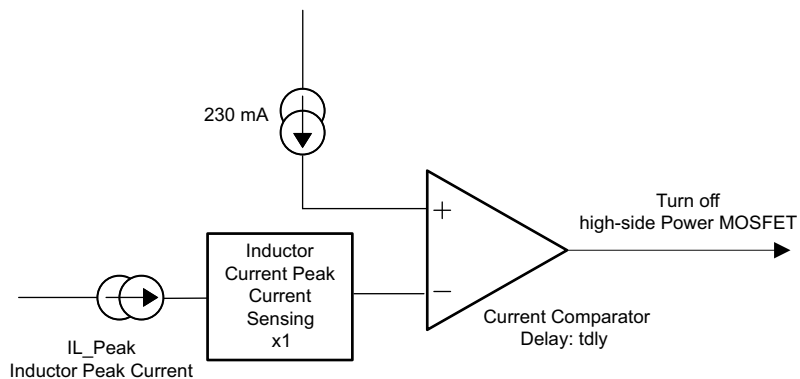 230 mA
+
Turn off
high-side Power MOSFET
Inductor
Current Peak
Current
Sensing
x1
−
Current Comparator
Delay: tdly
IL_Peak
Inductor Peak Current